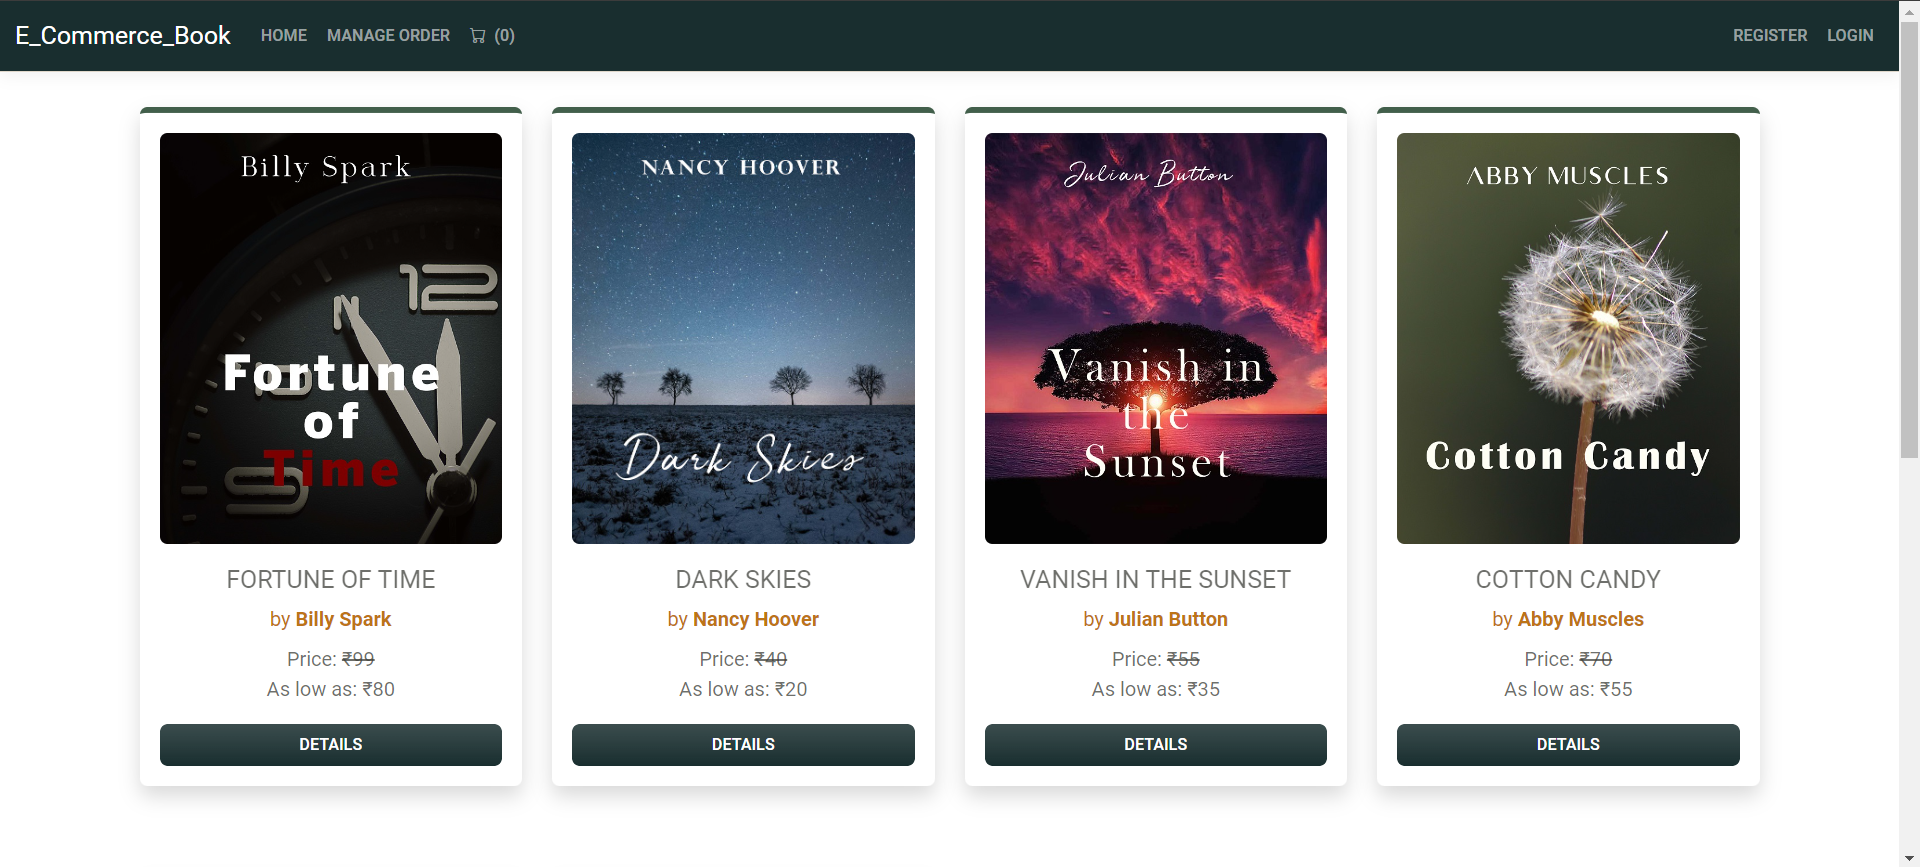 E_Commerce_Book HOME MANAGE ORDER (0) REGISTER LOGIN
Billy Spark
12
Fortune
of
Time
FORTUNE OF TIME
by Billy Spark
Price: ₹99
As low as: ₹80
DETAILS
NANCY HOOVER
Dark Skies
DARK SKIES
by Nancy Hoover
Price: ₹40
As low as: ₹20
DETAILS
Julian Button
Vanish in
the
Sunset
VANISH IN THE SUNSET
by Julian Button
Price: ₹55
As low as: ₹35
DETAILS
ABBY MUSCLES
Cotton Candy
COTTON CANDY
by Abby Muscles
Price: ₹70
As low as: ₹55
DETAILS